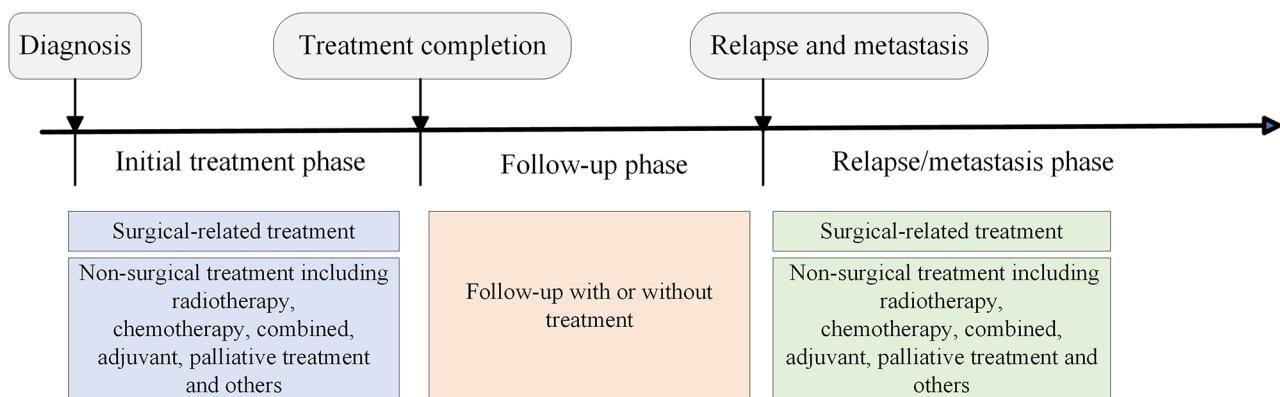 Diagnosis
Treatment completion
Relapse and metastasis
Initial treatment phase
Follow-up phase
Relapse/metastasis phase
Surgical-related treatment
Non-surgical treatment including
radiotherapy,
chemotherapy, combined,
adjuvant, palliative treatment
and others
Follow-up with or without
treatment
Surgical-related treatment
Non-surgical treatment including
radiotherapy,
chemotherapy, combined,
adjuvant, palliative treatment and
others